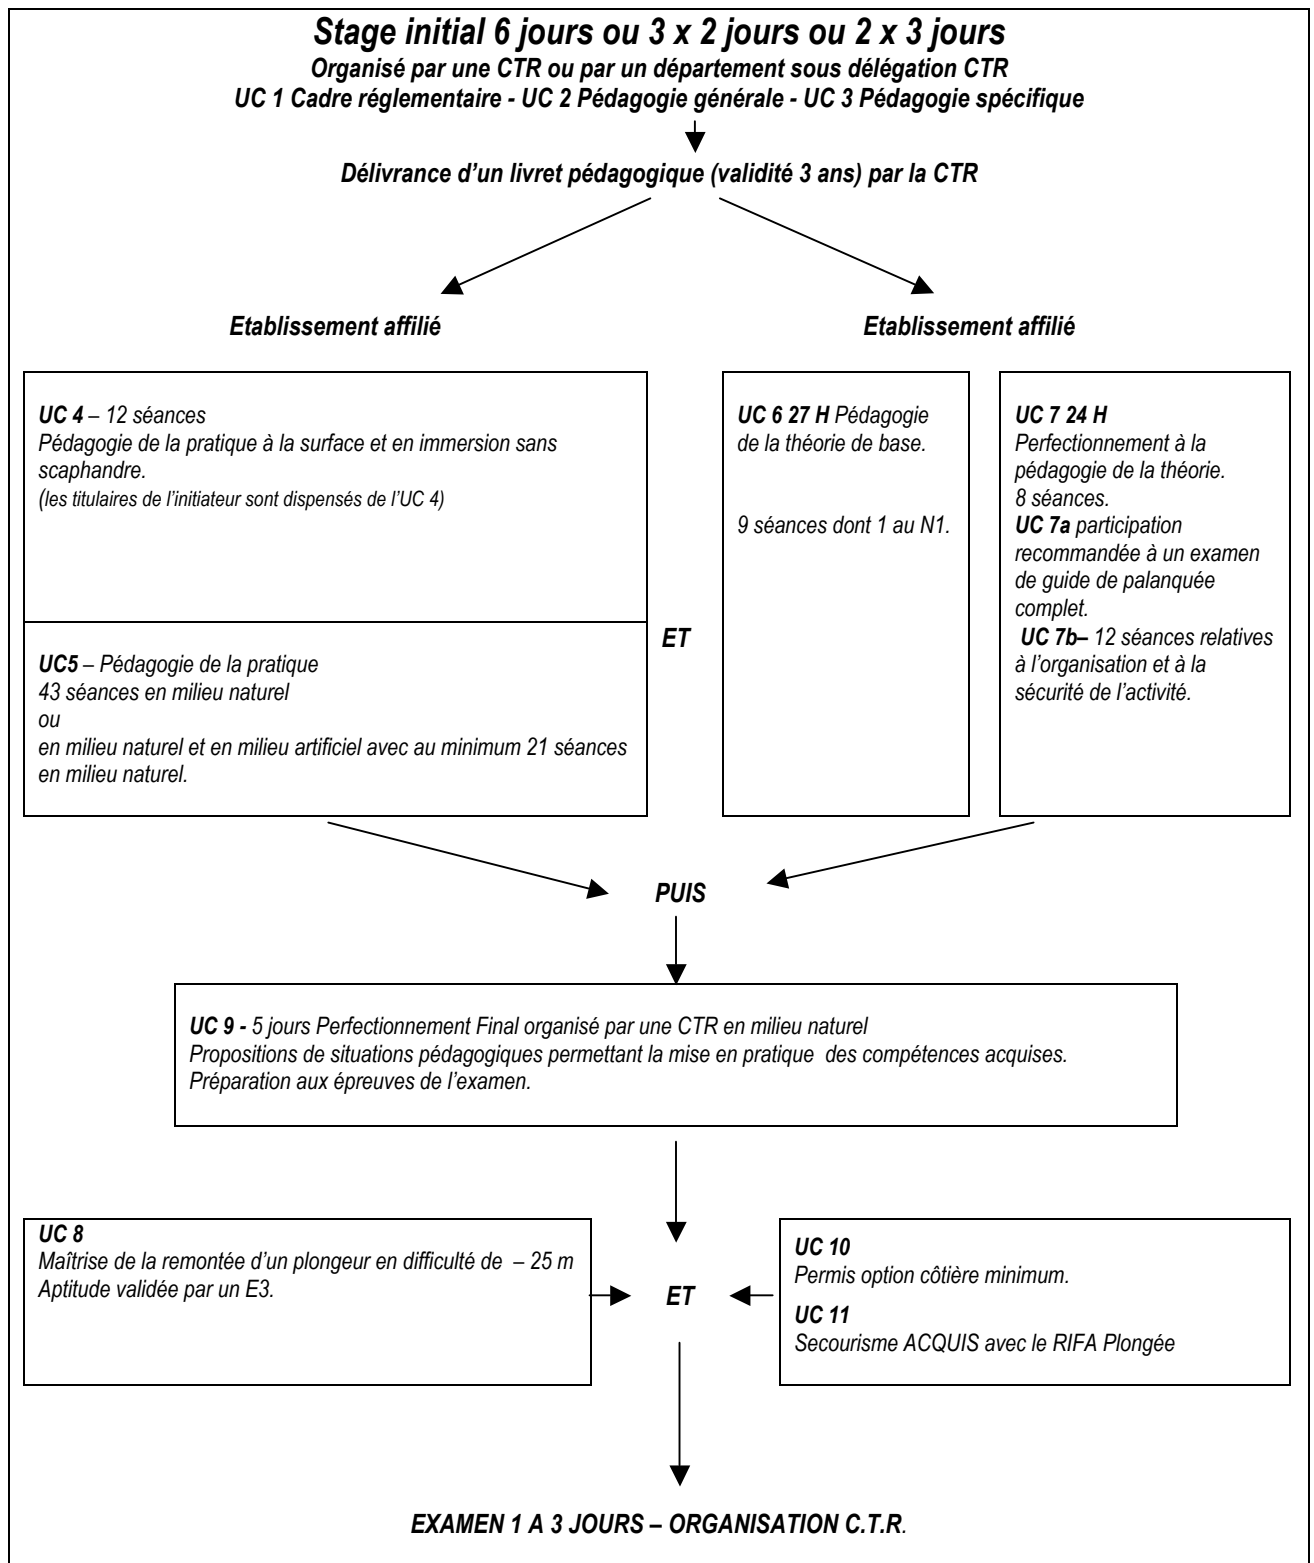 Stage initial 6 jours ou 3 x 2 jours ou 2 x 3 jours
Organisé par une CTR ou par un département sous délégation CTR
UC 1 Cadre réglementaire - UC 2 Pédagogie générale - UC 3 Pédagogie spécifique
Délivrance d’un livret pédagogique (validité 3 ans) par la CTR
Etablissement affilié
Etablissement affilié
UC 4 – 12 séances
Pédagogie de la pratique à la surface et en immersion sans
scaphandre.
(les titulaires de l’initiateur sont dispensés de l’UC 4)
UC5 – Pédagogie de la pratique
43 séances en milieu naturel
ou
en milieu naturel et en milieu artificiel avec au minimum 21 séances
en milieu naturel.
ET
UC 6 27 H Pédagogie
de la théorie de base.
9 séances dont 1 au N1.
UC 7 24 H
Perfectionnement à la
pédagogie de la théorie.
8 séances.
UC 7a participation
recommandée à un examen
de guide de palanquée
complet.
UC 7b– 12 séances relatives
à l’organisation et à la
sécurité de l’activité.
PUIS
UC 9 - 5 jours Perfectionnement Final organisé par une CTR en milieu naturel
Propositions de situations pédagogiques permettant la mise en pratique des compétences acquises.
Préparation aux épreuves de l’examen.
UC 8
Maîtrise de la remontée d’un plongeur en difficulté de – 25 m
Aptitude validée par un E3.
ET
UC 10
Permis option côtière minimum.
UC 11
Secourisme ACQUIS avec le RIFA Plongée
EXAMEN 1 A 3 JOURS – ORGANISATION C.T.R.